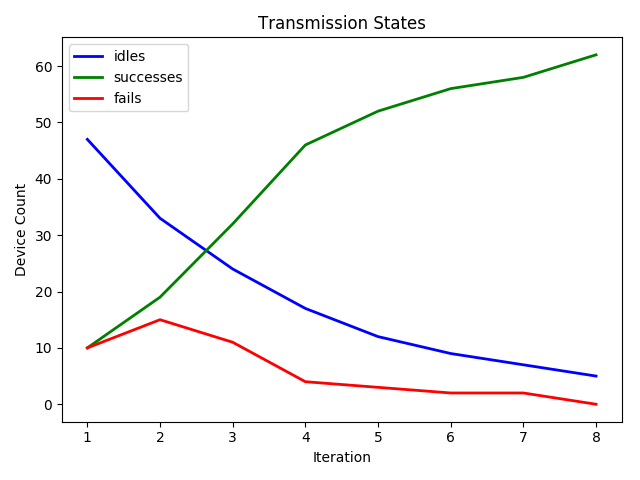 Transmission States
idles
successes
fails
Device Count
60
50
40
30
20
10
0
1 2 3 4 5 6 7 8
Iteration